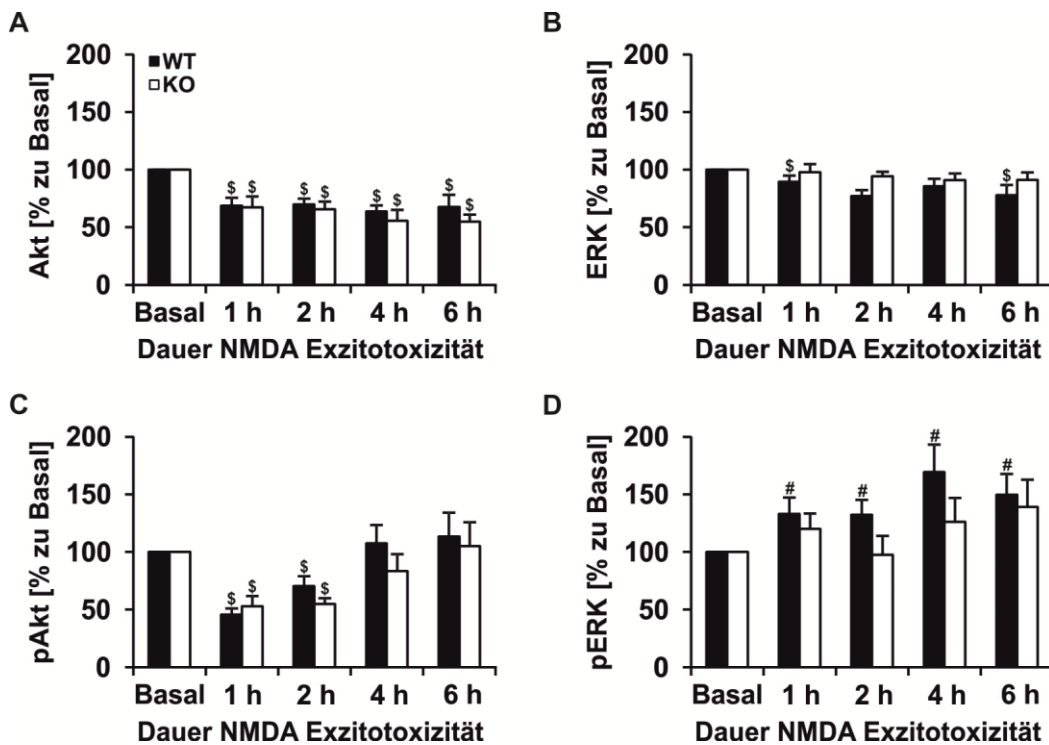 A
Akt [% zu Basal]
200
150
100
50
0
WT
KO
$ $ $ $ $ $ $ $
Basal 1 h 2 h 4 h 6 h
Dauer NMDA Exzitotoxizität
B
ERK [% zu Basal]
200
150
100
50
0
$ $
Basal 1 h 2 h 4 h 6 h
Dauer NMDA Exzitotoxizität
C
pAkt [% zu Basal]
200
150
100
50
0
$ $ $ $
Basal 1 h 2 h 4 h 6 h
Dauer NMDA Exzitotoxizität
D
pERK [% zu Basal]
200
150
100
50
0
# # # #
Basal 1 h 2 h 4 h 6 h
Dauer NMDA Exzitotoxizität